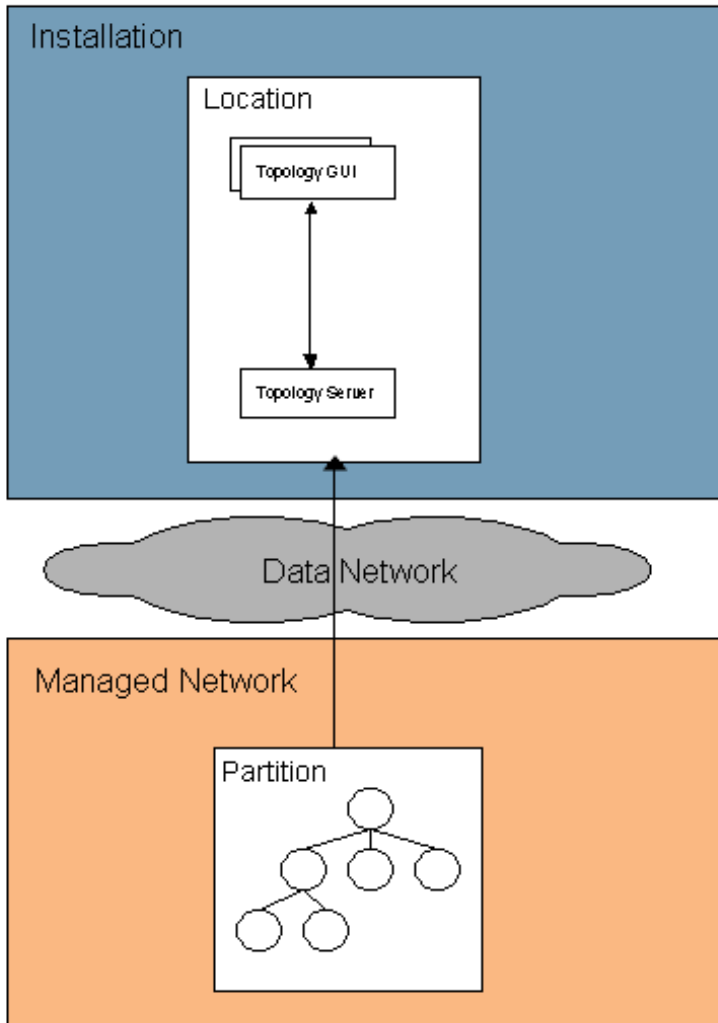 Installation
Location
Topology GUI
Topology Server
Data Network
Managed Network
Partition